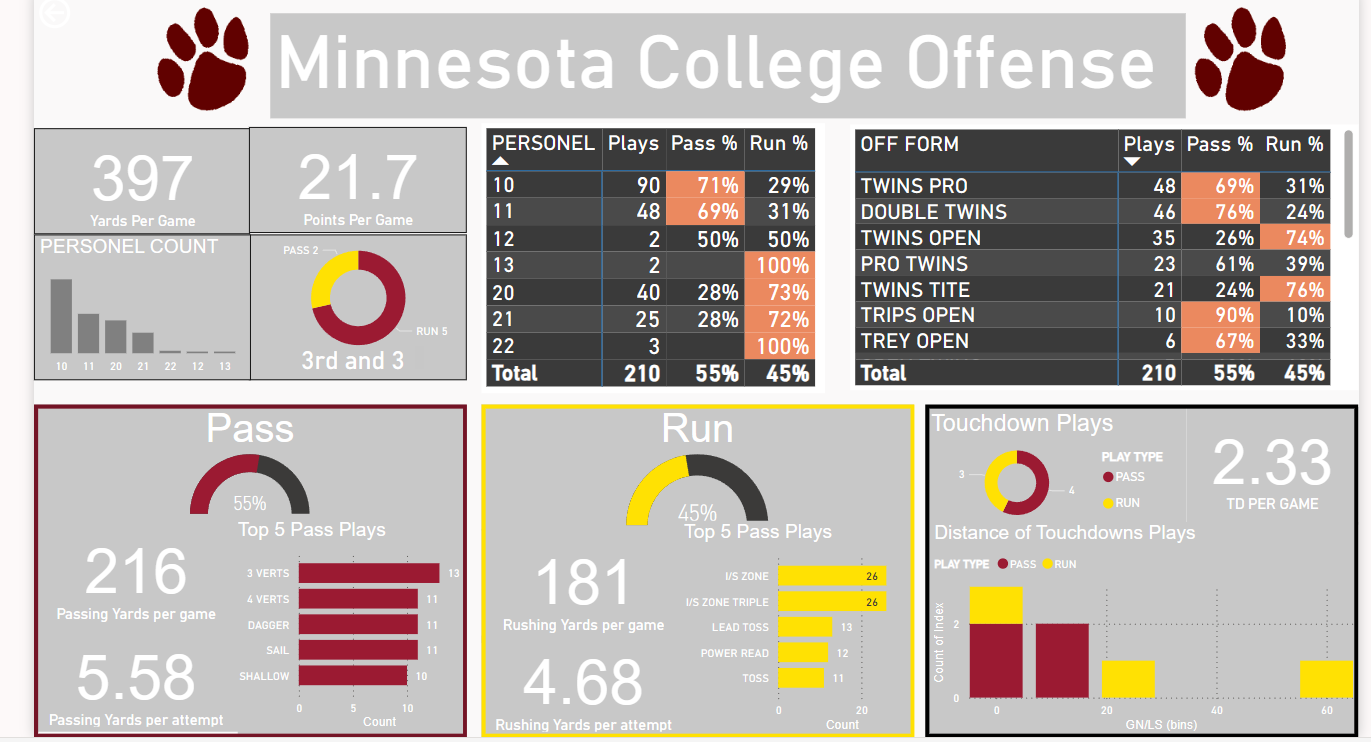 Minnesota College Offense
397
Yards Per Game
21.7
Points Per Game
PERSONEL COUNT
10 11 20 21 22 12 13
PASS 2
RUN 5
3rd and 3
PERSONEL Plays Pass % Run %
10 90 71% 29%
11 48 69% 31%
12 2 50% 50%
13 2 100%
20 40 28% 73%
21 25 28% 72%
22 3 100%
Total 210 55% 45%
OFF FORM Plays Pass % Run %
TWINS PRO 48 69% 31%
DOUBLE TWINS 46 76% 24%
TWINS OPEN 35 26% 74%
PRO TWINS 23 61% 39%
TWINS TITE 21 24% 76%
TRIPS OPEN 10 90% 10%
TREY OPEN 6 67% 33%
Total 210 55% 45%
Pass
55%
Top 5 Pass Plays
216
Passing Yards per game
5.58
Passing Yards per attempt
3 VERTS 13
4 VERTS 11
DAGGER 11
SAIL 11
SHALLOW 10
0 5 10
Count
Run
45%
Top 5 Pass Plays
181
Rushing Yards per game
4.68
Rushing Yards per attempt
I/S ZONE 26
I/S ZONE TRIPLE 26
LEAD TOSS 13
POWER READ 12
TOSS 11
0 20
Count
Touchdown Plays
3
4
PLAY TYPE
PASS
RUN
2.33
TD PER GAME
Distance of Touchdowns Plays
PLAY TYPE PASS RUN
Count of Index
2
0
0 20 40 60
GN/LS (bins)